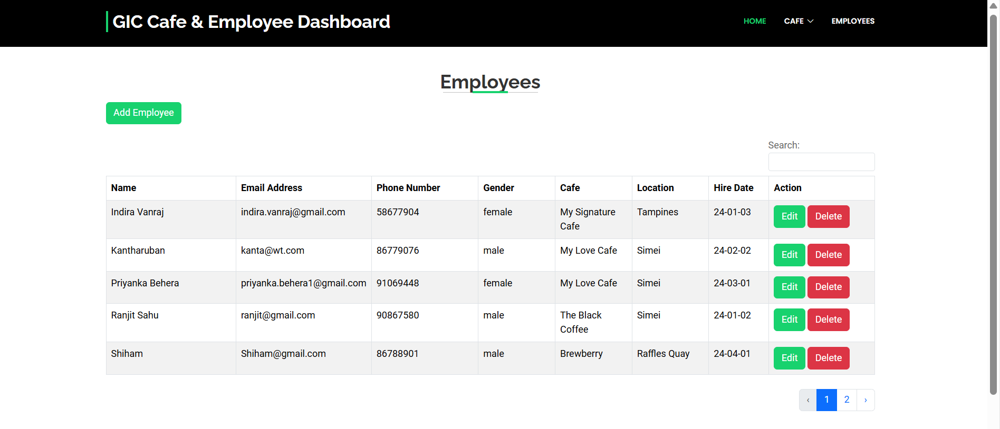 GIC Cafe & Employee Dashboard
HOME CAFE EMPLOYEES
Employees
Add Employee
Search:
Name Email Address Phone Number Gender Cafe Location Hire Date Action
Indira Vanraj indira.vanraj@gmail.com 58677904 female My Signature Cafe Tampines 24-01-03 Edit Delete
Kantharuban kanta@wt.com 86779076 male My Love Cafe Simei 24-02-02 Edit Delete
Priyanka Behera priyanka.behera1@gmail.com 91069448 female My Love Cafe Simei 24-03-01 Edit Delete
Ranjit Sahu ranjit@gmail.com 90867580 male The Black Coffee Simei 24-01-02 Edit Delete
Shiham Shiham@gmail.com 86788901 male Brewberry Raffles Quay 24-04-01 Edit Delete
‹ 1 2 ›